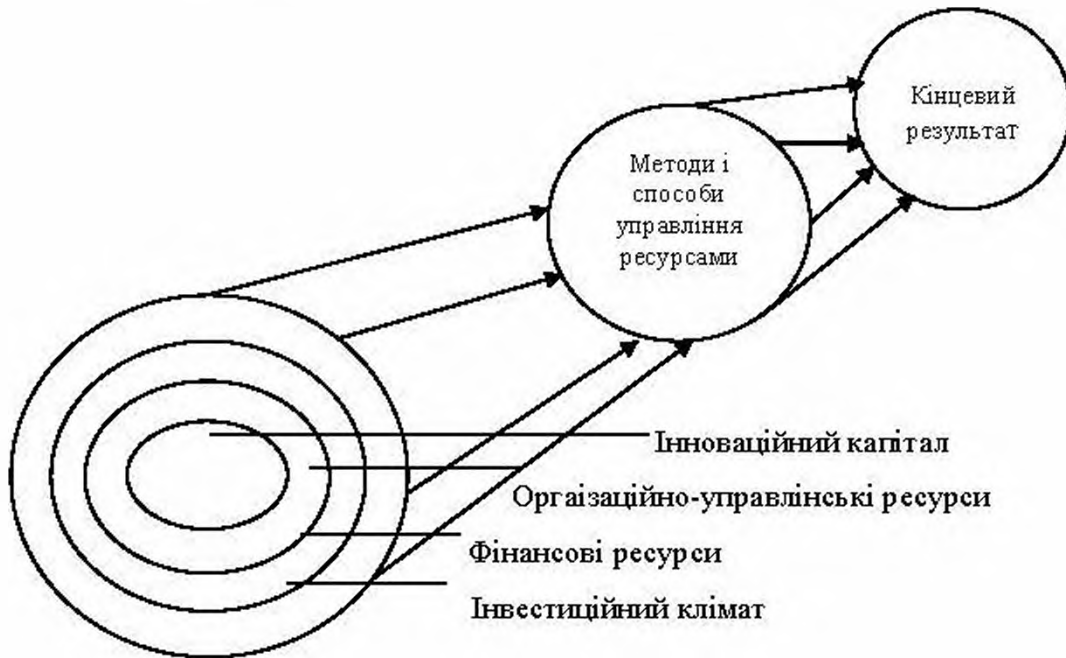 Кінцевий
результат
Методи і
способи
управління
ресурсами
Інноваційний капітал
Оргаізаційно-управлінські ресурси
Фінансові ресурси
Інвестиційний клімат